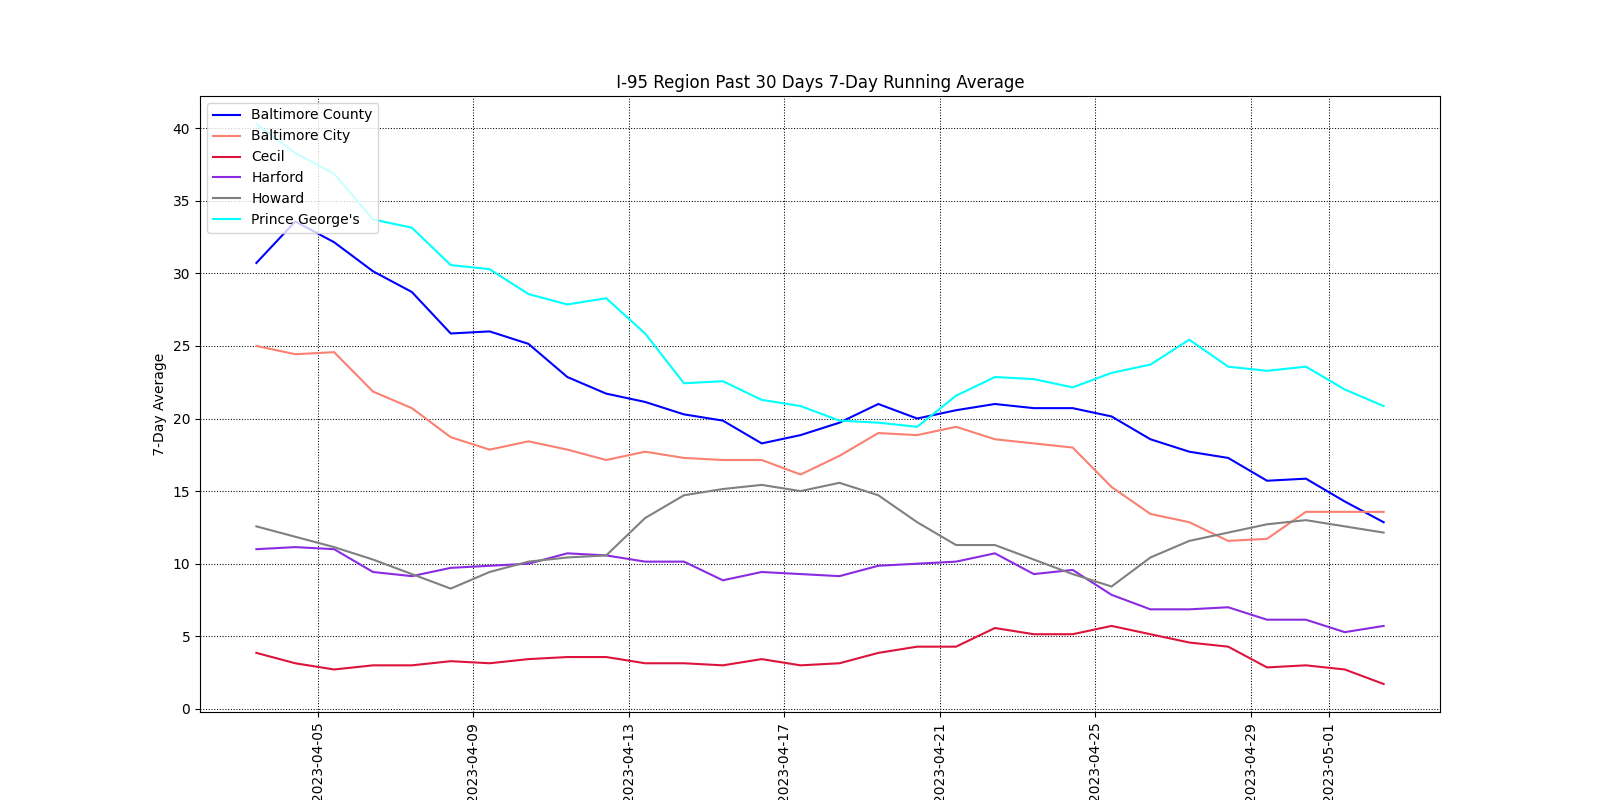 I-95 Region Past 30 Days 7-Day Running Average
Baltimore County
Baltimore City
Cecil
Harford
Howard
Prince George's
40
35
30
25
20
15
10
5
0
7-Day Average
2023-04-05
2023-04-09
2023-04-13
2023-04-17
2023-04-21
2023-04-25
2023-04-29
2023-05-01